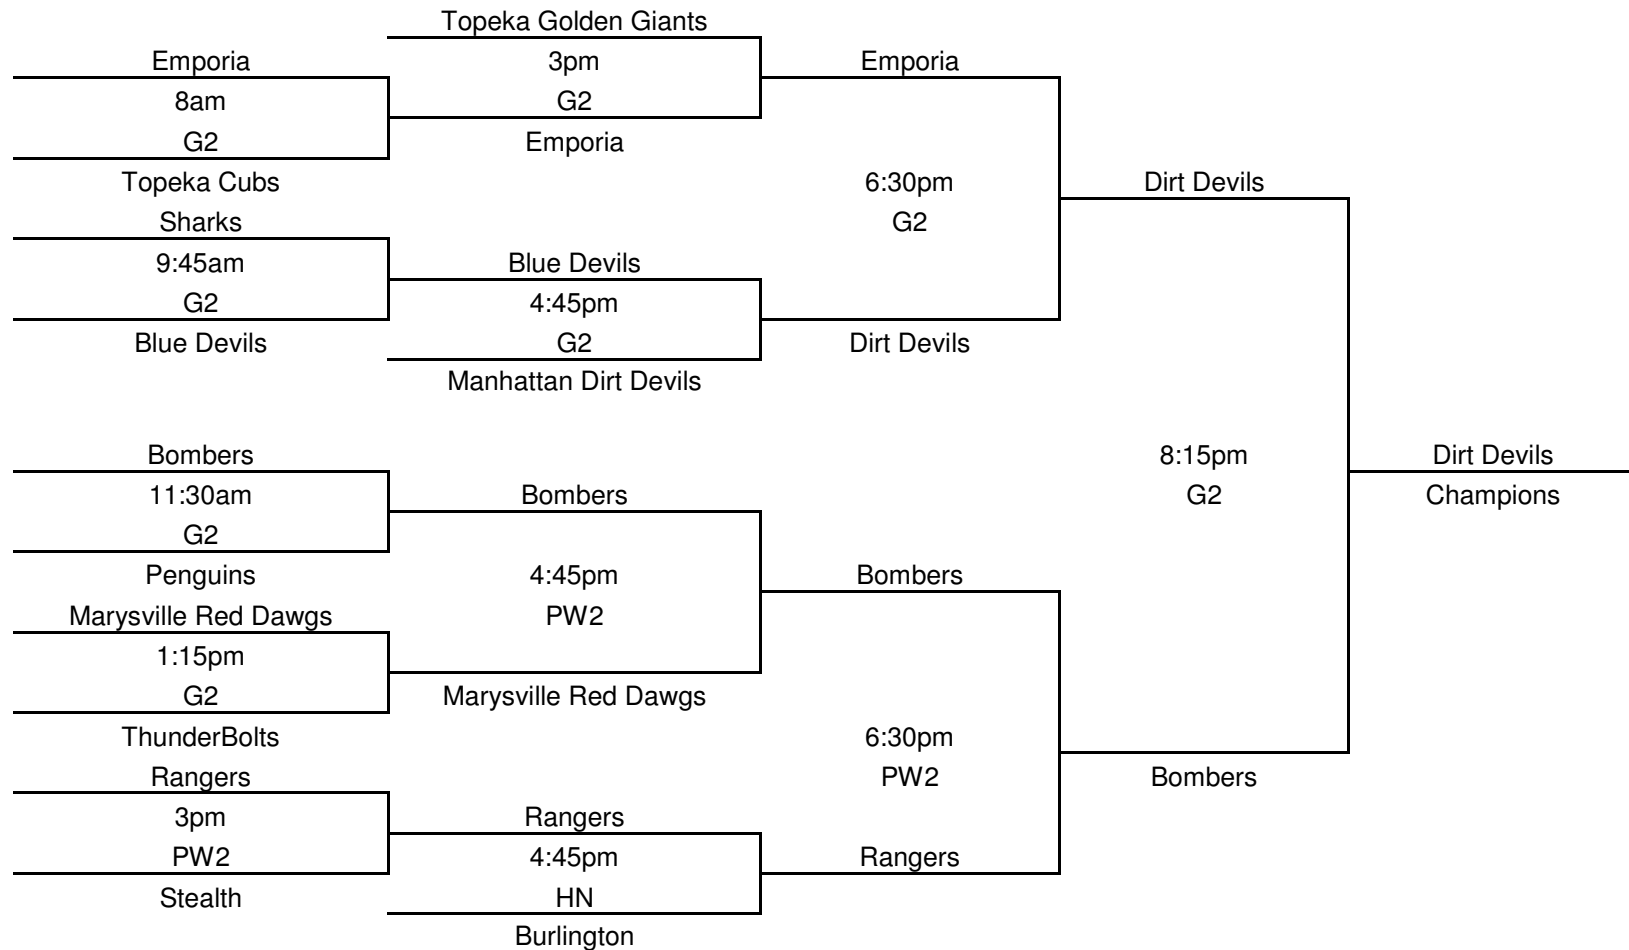 Topeka Golden Giants
Emporia 3pm Emporia
8am G2
G2 Emporia
Topeka Cubs 6:30pm Dirt Devils
Sharks G2
9:45am Blue Devils
G2 4:45pm
Blue Devils G2 Dirt Devils
Manhattan Dirt Devils
Bombers 8:15pm Dirt Devils
11:30am Bombers G2 Champions
G2
Penguins 4:45pm Bombers
Marysville Red Dawgs PW2
1:15pm
G2 Marysville Red Dawgs
ThunderBolts 6:30pm
Rangers PW2 Bombers
3pm Rangers
PW2 4:45pm Rangers
Stealth HN
Burlington